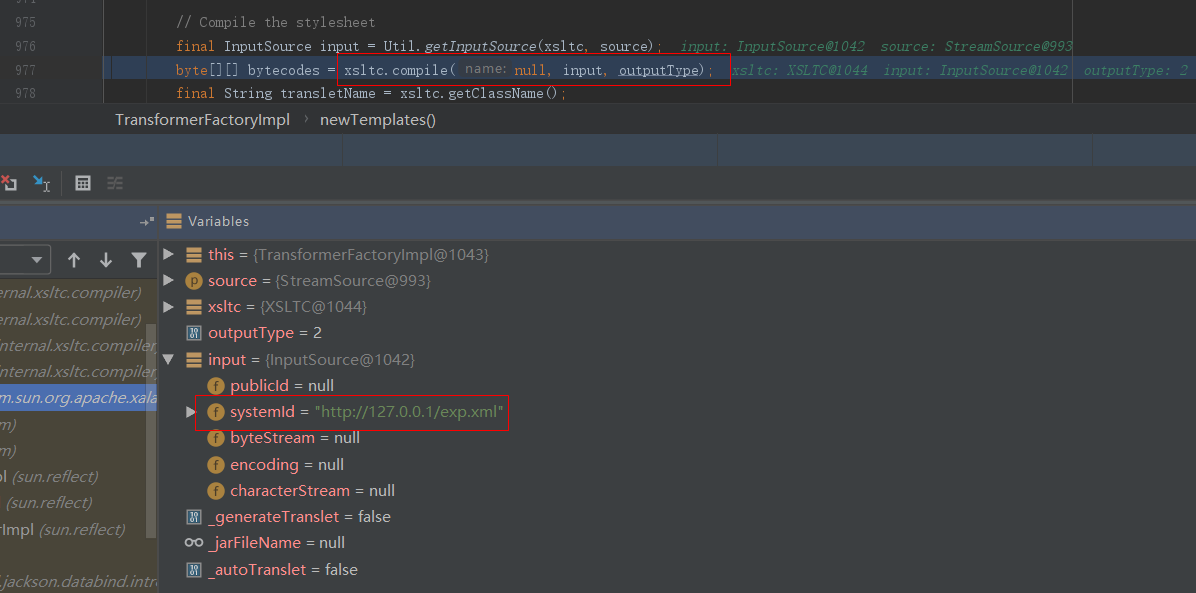 975
// Compile the stylesheet
976 final InputSource input = Util.getInputSource(xsltc, source); input: InputSource@1042 source: StreamSource@993
977 byte[][] bytecodes = xsltc.compile( name: null, input, outputType); xsltc: XSLTC@1044 input: InputSource@1042 outputType: 2
978 final String transletName = xsltc.getClassName();
TransformerFactoryImpl › newTemplates()
Variables
this = {TransformerFactoryImpl@1043}
source = {StreamSource@993}
xsltc = {XSLTC@1044}
outputType = 2
input = {InputSource@1042}
publicId = null
systemId = "http://127.0.0.1/exp.xml"
byteStream = null
encoding = null
characterStream = null
_generateTranslet = false
_jarFileName = null
_autoTranslet = false
ernal.xsltc.compiler)
ernal.xsltc.compiler)
internal.xsltc.compiler,
internal.xsltc.compiler,
m.sun.org.apache.xala
m)
m)
ol (sun.reflect)
(sun.reflect)
rImpl (sun.reflect)
.jackson.databind.intro